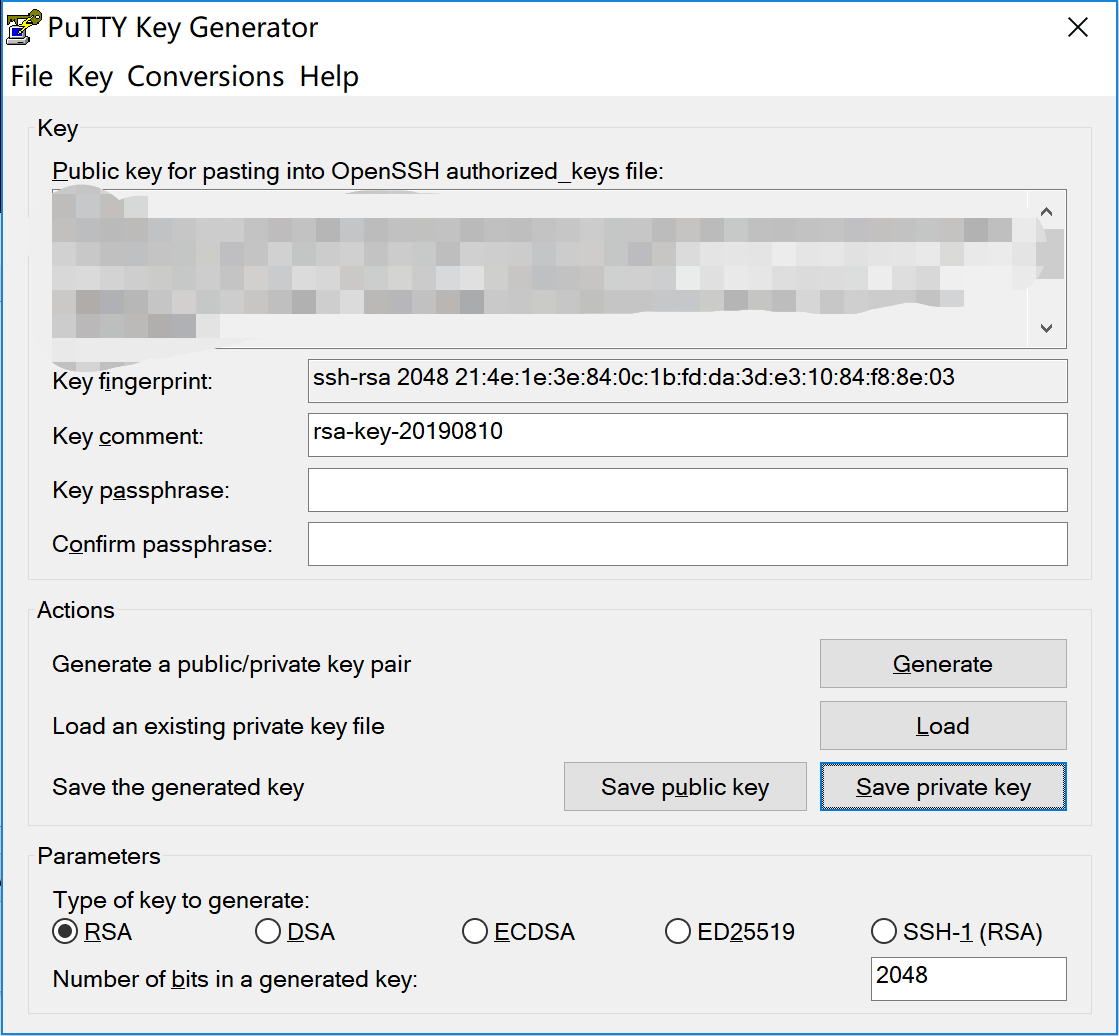 PuTTY Key Generator
File Key Conversions Help
Key
Public key for pasting into OpenSSH authorized_keys file:
Key fingerprint: ssh-rsa 2048 21:4e:1e:3e:84:0c:1b:fd:da:3d:e3:10:84:f8:8e:03
Key comment: rsa-key-20190810
Key passphrase:
Confirm passphrase:
Actions
Generate a public/private key pair Generate
Load an existing private key file Load
Save the generated key Save public key Save private key
Parameters
Type of key to generate:
RSA DSA ECDSA ED25519 SSH-1 (RSA)
Number of bits in a generated key: 2048